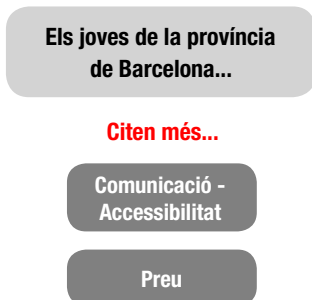 Els joves de la província
de Barcelona...
Citen més...
Comunicació -
Accessibilitat
Preu